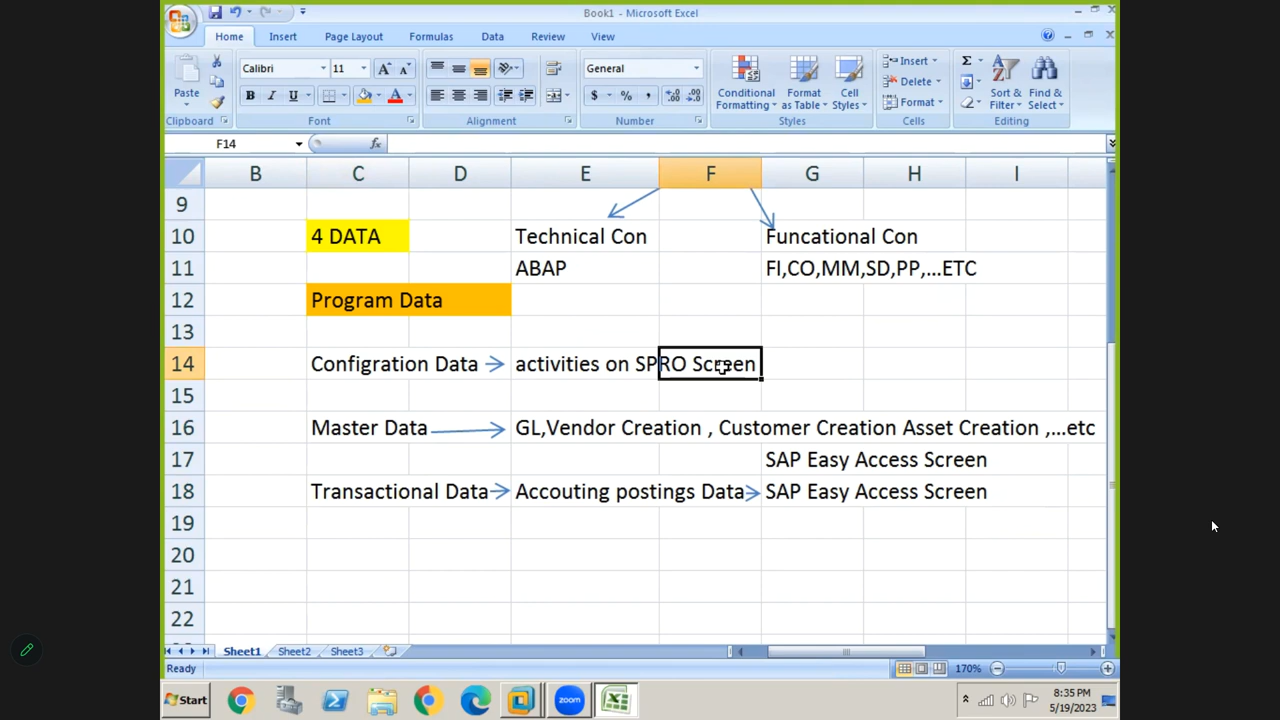 Book1 - Microsoft Excel
Home Insert Page Layout Formulas Data Review View
Paste
Calibri 11
General
$ % ,
Conditional Formatting
Format as Table
Cell Styles
Insert
Delete
Format
Σ
Sort & Filter
Find & Select
Clipboard Font Alignment Number Styles Cells Editing
F14 fx
B C D E F G H I
9
10 4 DATA Technical Con Funcational Con
11 ABAP FI,CO,MM,SD,PP,...ETC
12 Program Data
13
14 Configration Data activities on SPRO Screen
15
16 Master Data GL,Vendor Creation , Customer Creation Asset Creation ,...etc
17 SAP Easy Access Screen
18 Transactional Data Accouting postings Data SAP Easy Access Screen
19
20
21
22
Sheet1 Sheet2 Sheet3
Ready 170%
Start zoom 8:35 PM
5/19/2023